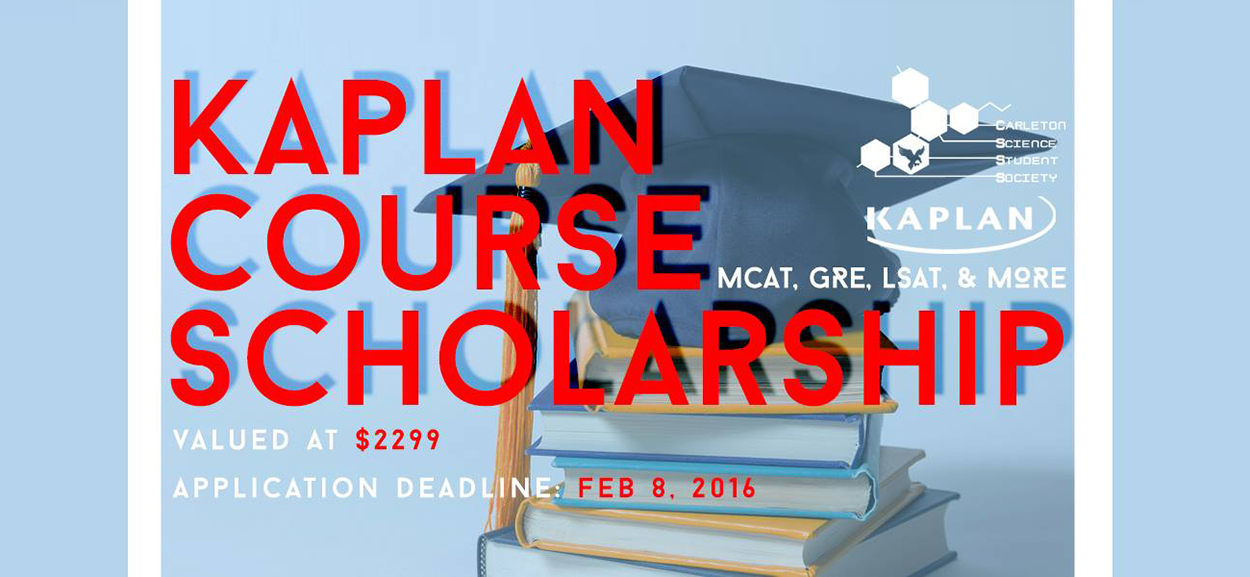 KAPLAN
COURSE
SCHOLARSHIP
CARLETON
SCIENCE
STUDENT
SOCIETY
KAPLAN
MCAT, GRE, LSAT, & MORE
VALUED AT $2299
APPLICATION DEADLINE: FEB 8, 2016